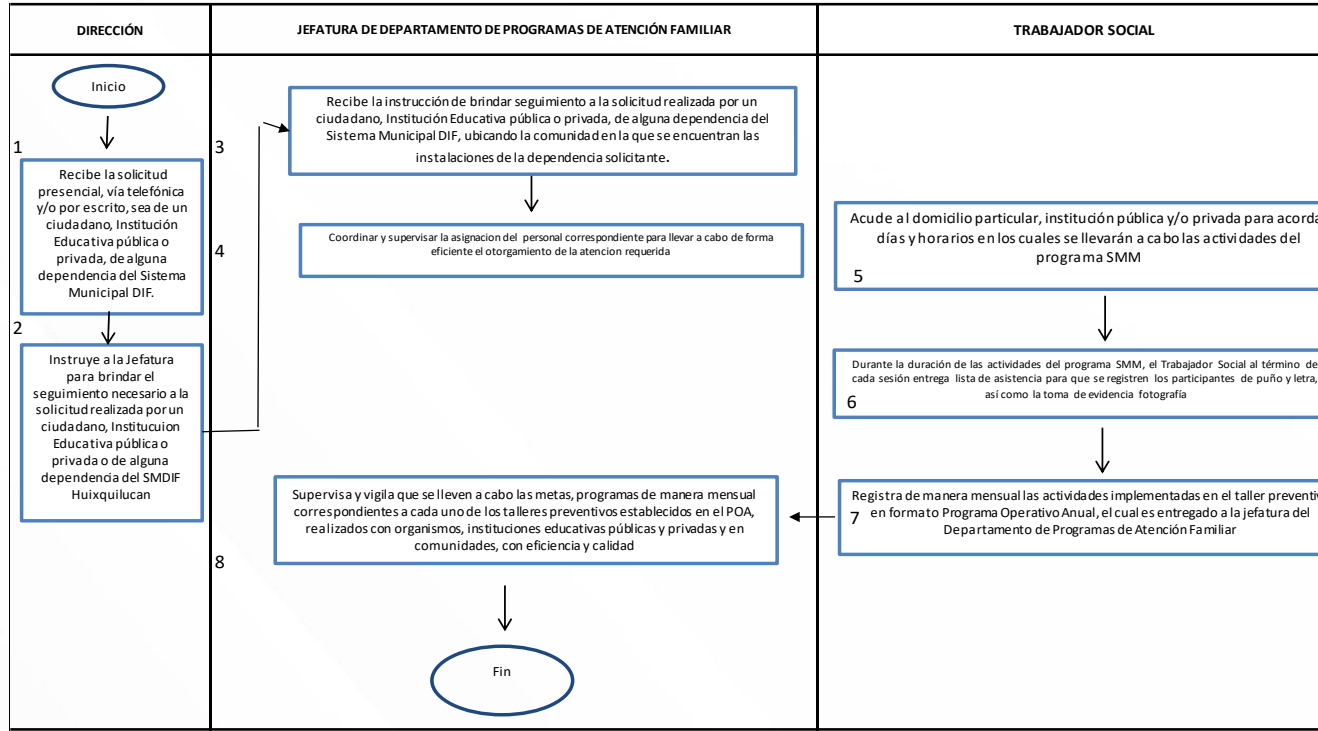 DIRECCIÓN
JEFATURA DE DEPARTAMENTO DE PROGRAMAS DE ATENCIÓN FAMILIAR
TRABAJADOR SOCIAL
Inicio
1
Recibe la solicitud
presencial, vía telefónica
y/o por escrito, sea de un
ciudadano, Institución
Educativa pública o
privada, de alguna
dependencia del Sistema
Municipal DIF.
2
Instruye a la Jefatura
para brindar el
seguimiento necesario a la
solicitud realizada por un
ciudadano, Institucuion
Educativa pública o
privada o de alguna
dependencia del SMDIF
Huixquilucan
3
Recibe la instrucción de brindar seguimiento a la solicitud realizada por un
ciudadano, Institución Educativa pública o privada, de alguna dependencia del
Sistema Municipal DIF, ubicando la comunidad en la que se encuentran las
instalaciones de la dependencia solicitante.
4
Coordinar y supervisar la asignacion del personal correspondiente para llevar a cabo de forma
eficiente el otorgamiento de la atencion requerida
Acude al domicilio particular, institución pública y/o privada para acorda
días y horarios en los cuales se llevarán a cabo las actividades del
programa SMM
5
Durante la duración de las actividades del programa SMM, el Trabajador Social al término de
cada sesión entrega lista de asistencia para que se registren los participantes de puño y letra,
así como la toma de evidencia fotografía
6
Registra de manera mensual las actividades implementadas en el taller preventiv
en formato Programa Operativo Anual, el cual es entregado a la jefatura del
Departamento de Programas de Atención Familiar
7
Supervisa y vigila que se lleven a cabo las metas, programas de manera mensual
correspondientes a cada uno de los talleres preventivos establecidos en el POA,
realizados con organismos, instituciones educativas públicas y privadas y en
comunidades, con eficiencia y calidad
8
Fin